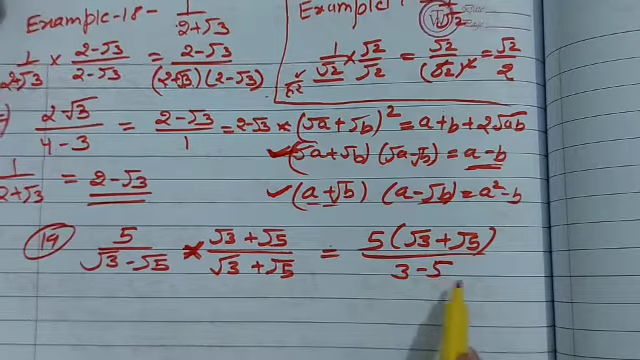 Example-18- 1/(2+√3)
1/(2+√3) × (2-√3)/(2-√3) = (2-√3)/((2+√3)(2-√3))
(2-√3)/(4-3) = (2-√3)/1 = 2-√3
1/(2+√3) = 2-√3
Example
1/√2 × √2/√2 = √2/(√2)² = √2/2
* (√a+√b)² = a+b+2√ab
✓ (√a+√b) (√a-√b) = a-b
✓ (a+√b) (a-√b) = a²-b
19 5/(√3-√5) × (√3+√5)/(√3+√5) = 5(√3+√5)/(3-5)